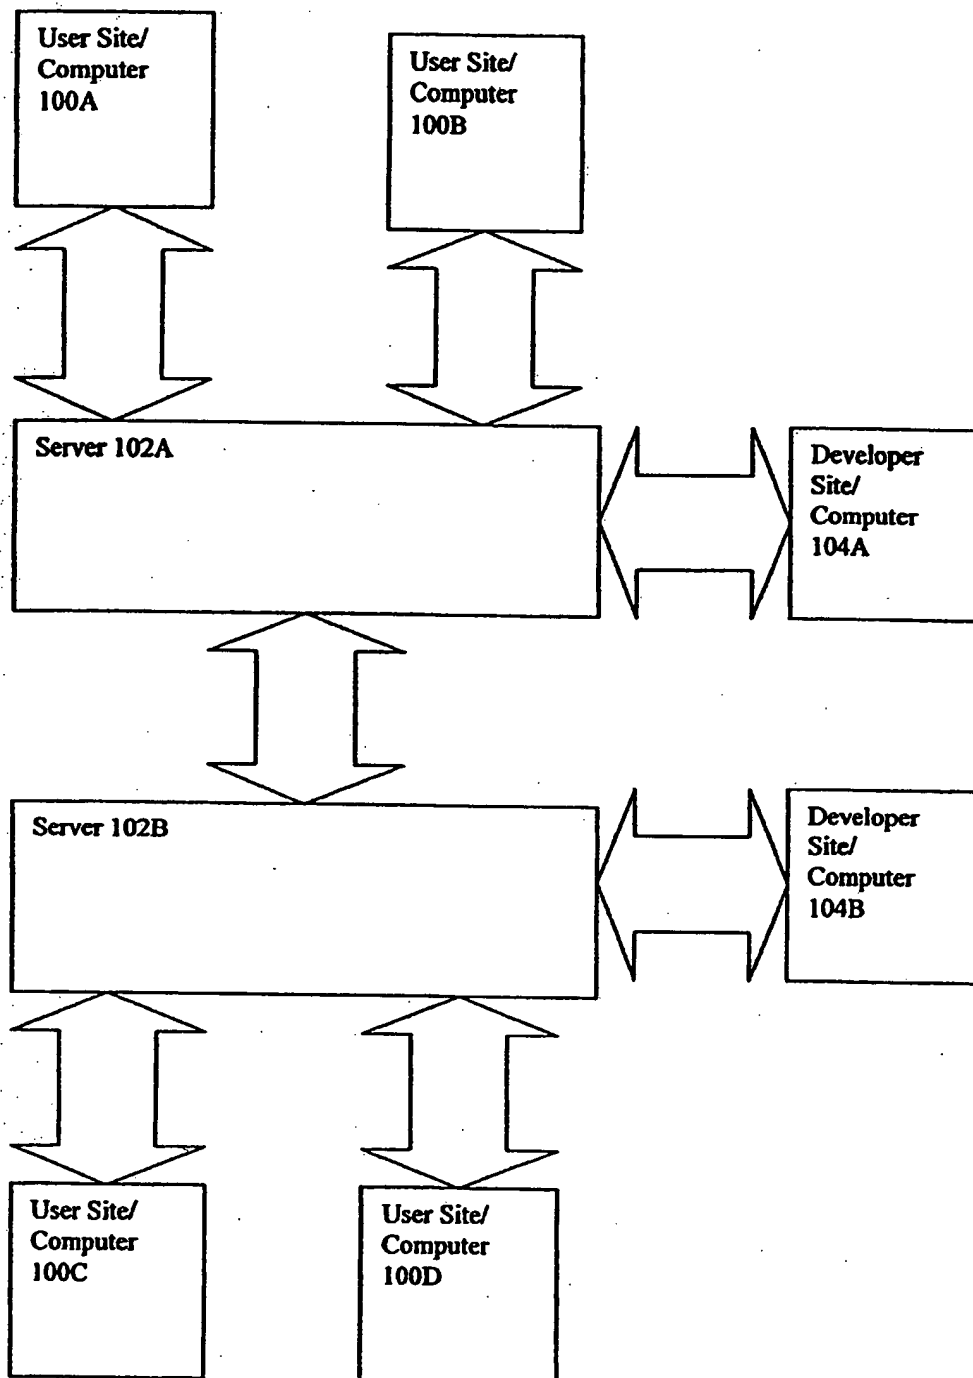 User Site/
Computer
100A
User Site/
Computer
100B
Server 102A
Developer
Site/
Computer
104A
Server 102B
Developer
Site/
Computer
104B
User Site/
Computer
100C
User Site/
Computer
100D